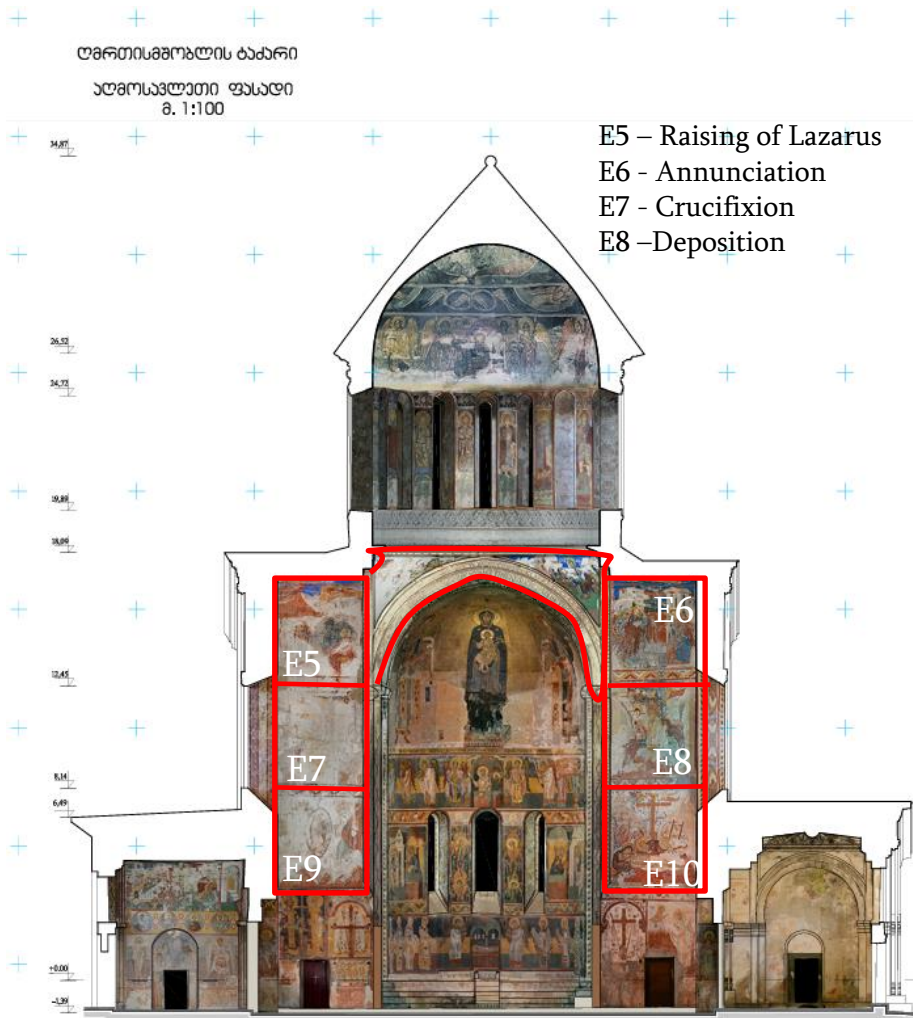 ღმრთისმშობლის ტაძარი
აღმოსავლეთი ფასადი
მ. 1:100
E5 – Raising of Lazarus
E6 - Annunciation
E7 - Crucifixion
E8 –Deposition
34,87
26,52
24,72
19,89
18,09
12,45
8,14
6,49
+0.00
-1,39
E5
E6
E7
E8
E9
E10